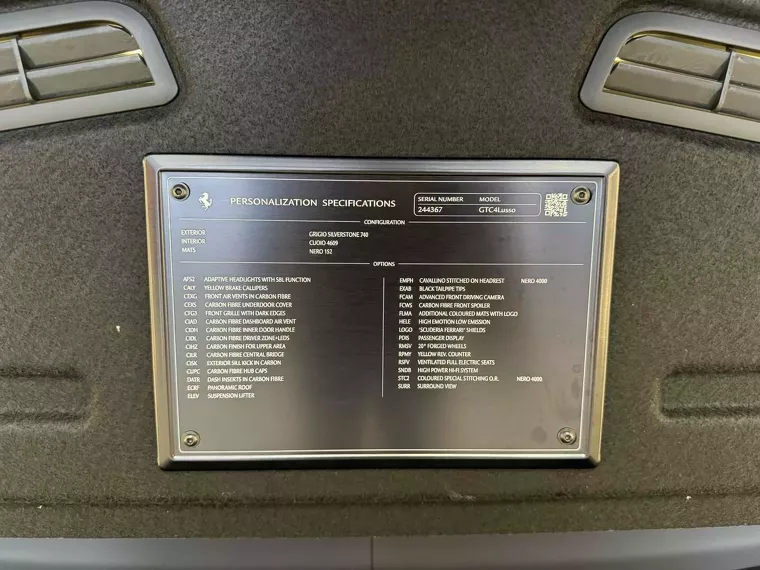 PERSONALIZATION SPECIFICATIONS
SERIAL NUMBER MODEL
244367 GTC4Lusso
CONFIGURATION
EXTERIOR GRIGIO SILVERSTONE 740
INTERIOR CUOIO 4609
MATS NERO 152
OPTIONS
AFS2 ADAPTIVE HEADLIGHTS WITH SBL FUNCTION
CALY YELLOW BRAKE CALLIPERS
CEXG FRONT AIR VENTS IN CARBON FIBRE
CEXS CARBON FIBRE UNDERDOOR COVER
CFG3 FRONT GRILLE WITH DARK EDGES
CIAD CARBON FIBRE DASHBOARD AIR VENT
CIDH CARBON FIBRE INNER DOOR HANDLE
CIDL CARBON FIBRE DRIVER ZONE+LEDS
CIHZ CARBON FINISH FOR UPPER AREA
CILR CARBON FIBRE CENTRAL BRIDGE
CISK EXTERIOR SILL KICK IN CARBON
CUPC CARBON FIBRE HUB CAPS
DATR DASH INSERTS IN CARBON FIBRE
ECRF PANORAMIC ROOF
ELEV SUSPENSION LIFTER
EMPH CAVALLINO STITCHED ON HEADREST NERO 4000
EXAB BLACK TAILPIPE TIPS
FCAM ADVANCED FRONT DRIVING CAMERA
FCWS CARBON FIBRE FRONT SPOILER
FLMA ADDITIONAL COLOURED MATS WITH LOGO
HELE HIGH EMOTION LOW EMISSION
LOGO 'SCUDERIA FERRARI' SHIELDS
PDIS PASSENGER DISPLAY
RMSV 20" FORGED WHEELS
RPMY YELLOW REV. COUNTER
RSFV VENTILATED FULL ELECTRIC SEATS
SNDB HIGH POWER HI-FI SYSTEM
STC2 COLOURED SPECIAL STITCHING O.R. NERO 4000
SURR SURROUND VIEW